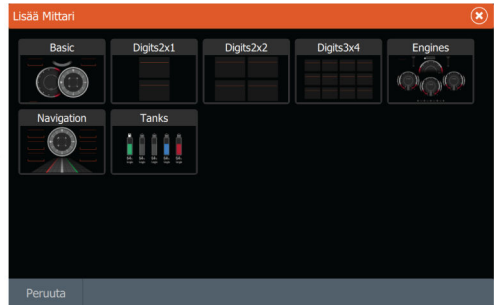 Lisää Mittari
Basic
Digits2x1
Digits2x2
Digits3x4
Engines
Navigation
Tanks
Peruuta